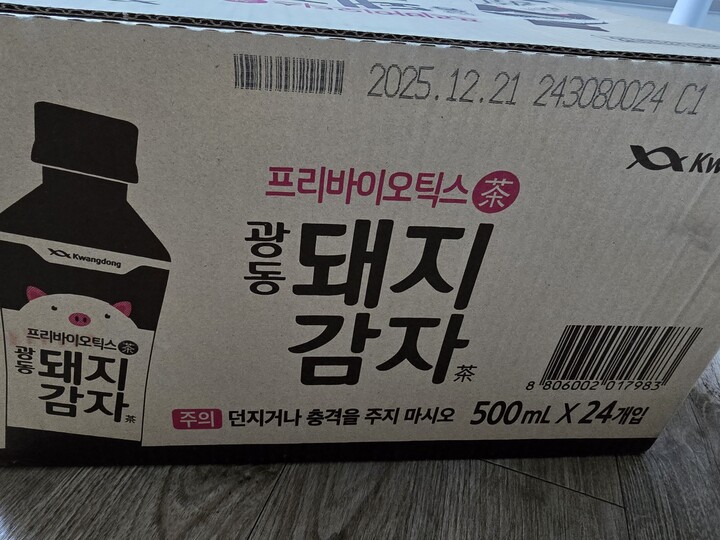 2025.12.21 243080024 C1
프리바이오틱스 茶
광동 돼지
감자 茶
Kwangdong
프리바이오틱스 茶
광동 돼지
감자 茶
주의 던지거나 충격을 주지 마시오 500mL X 24개입
8 806002 017983